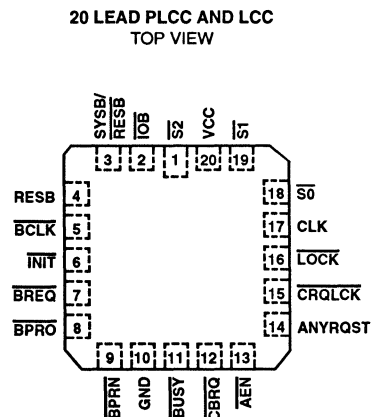 20 LEAD PLCC AND LCC
TOP VIEW
SYSB/
RESB
IOB
S2
VCC
S1
3 2 1 20 19
RESB 4
BCLK 5
INIT 6
BREQ 7
BPRO 8
18 S0
17 CLK
16 LOCK
15 CRQLCK
14 ANYRQST
9 10 11 12 13
BPRN
GND
BUSY
CBRQ
AEN